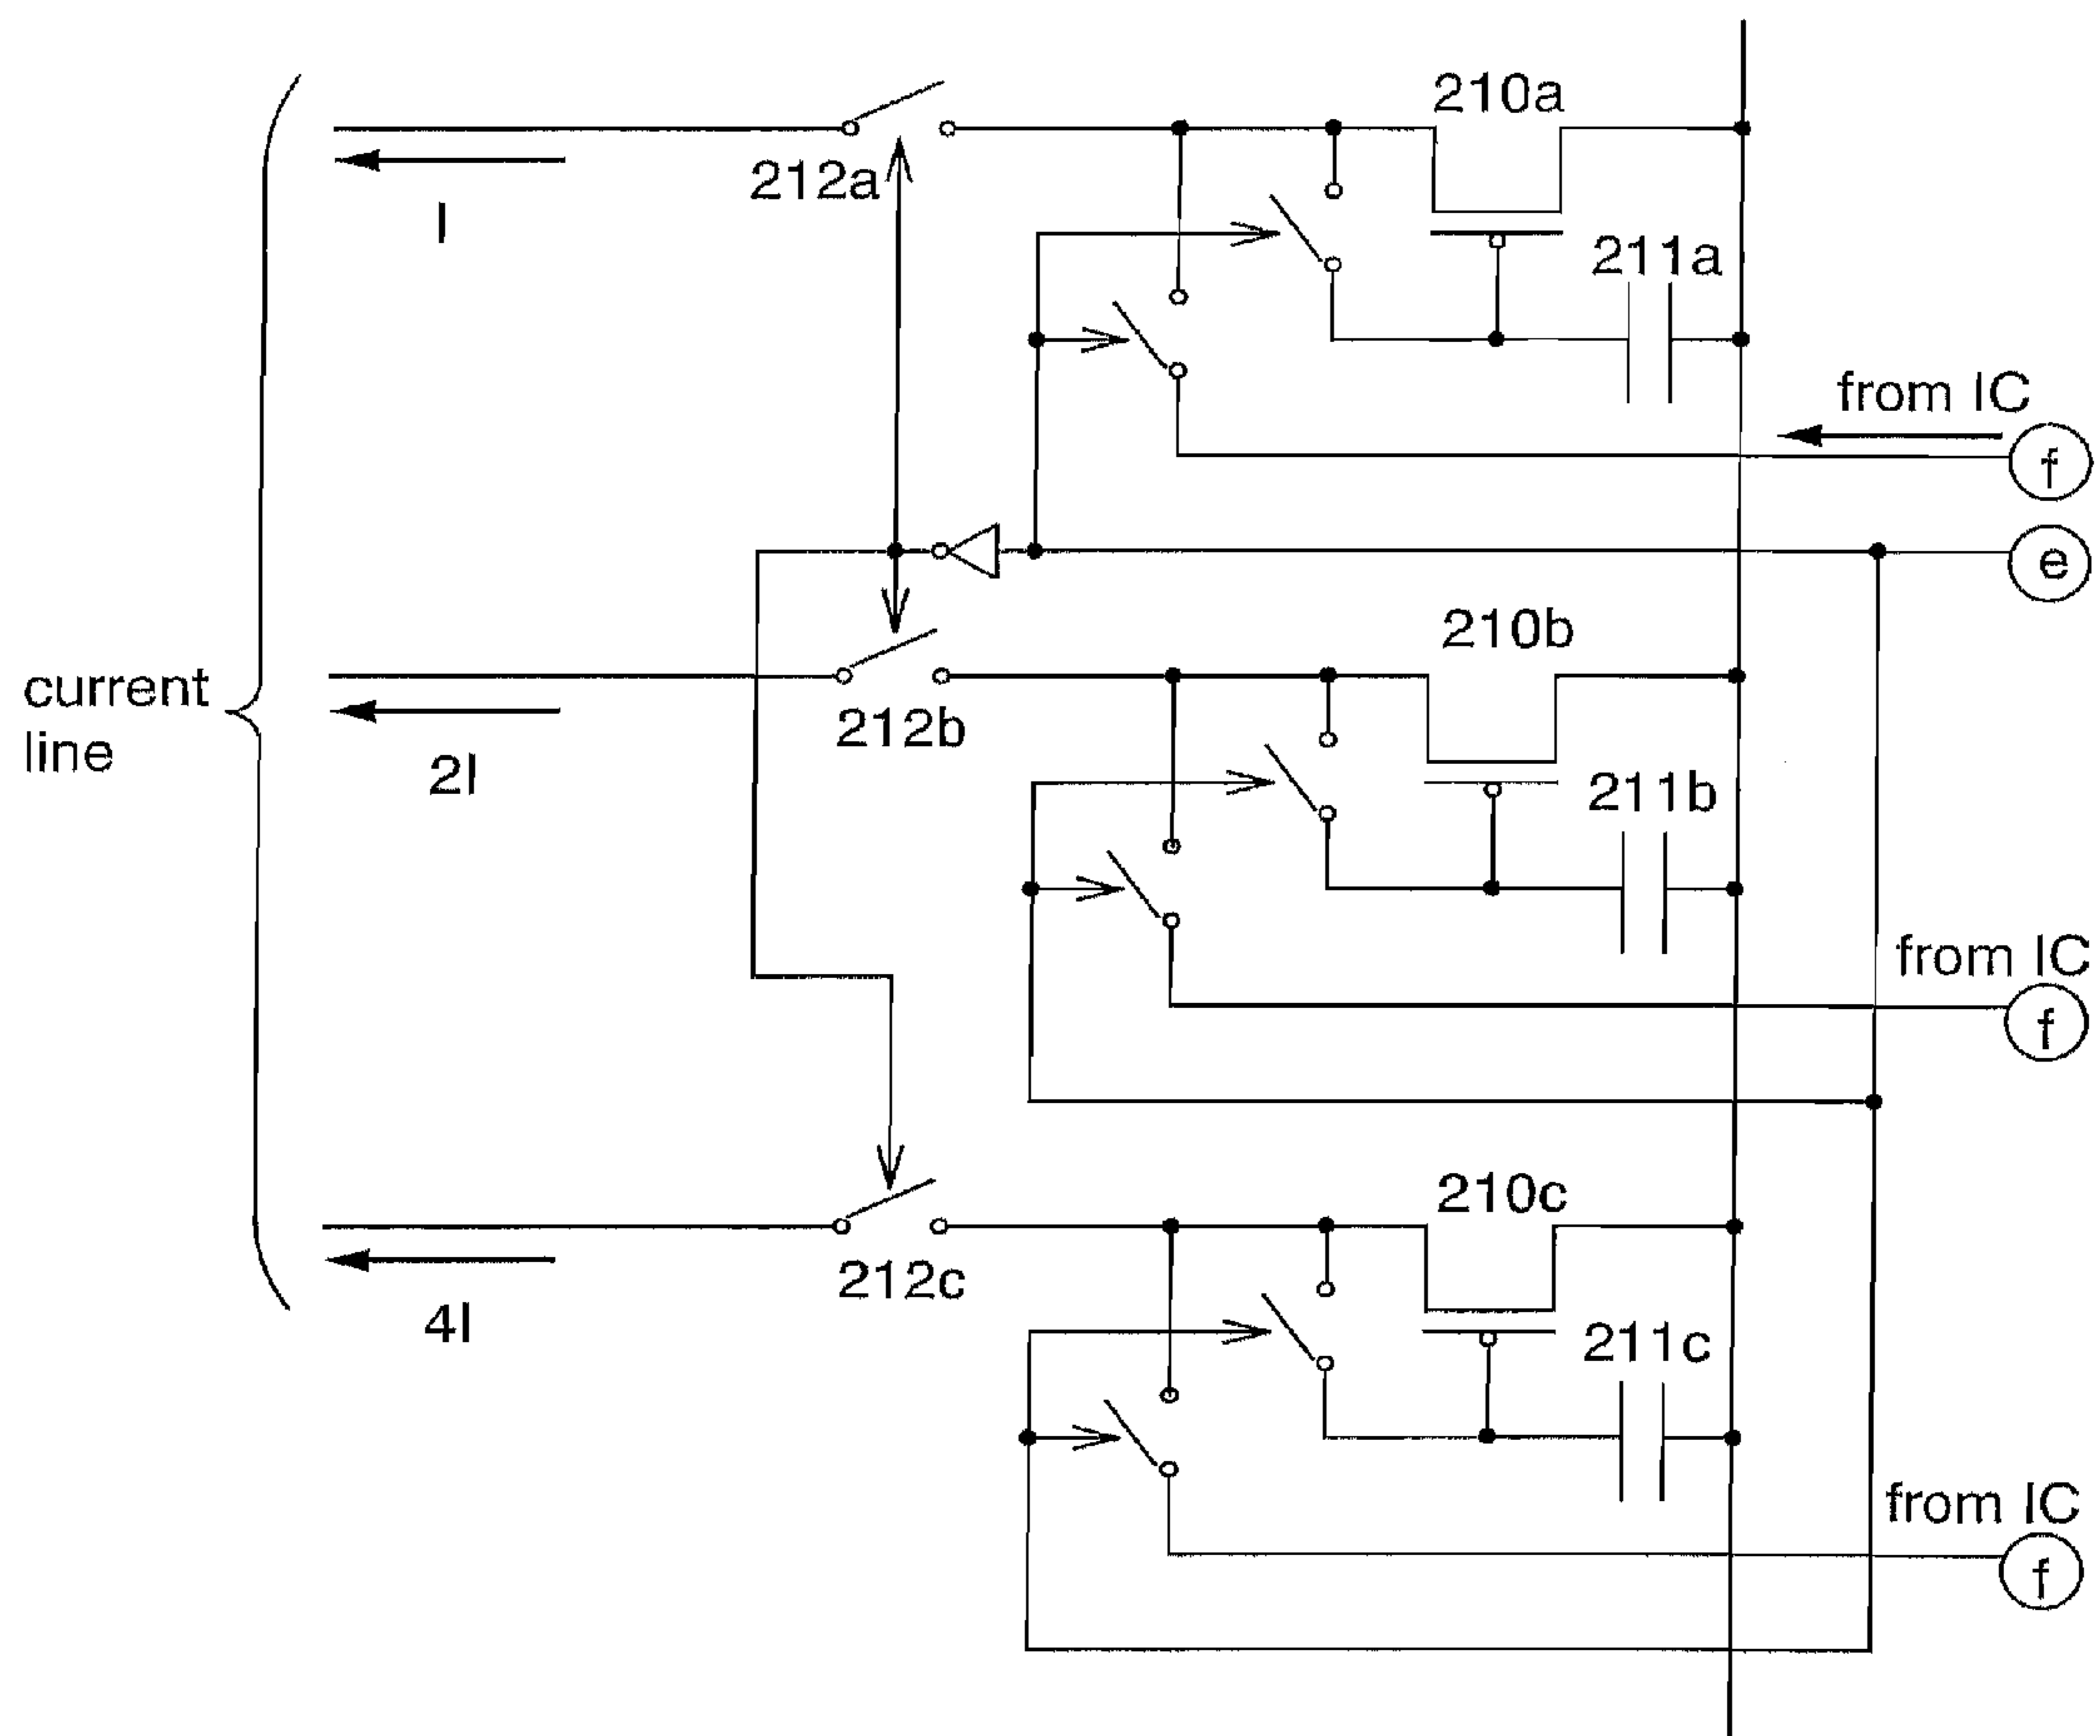 210a
212a
I
211a
from IC
f
e
210b
current
line
212b
2I
211b
from IC
f
210c
212c
4I
211c
from IC
f